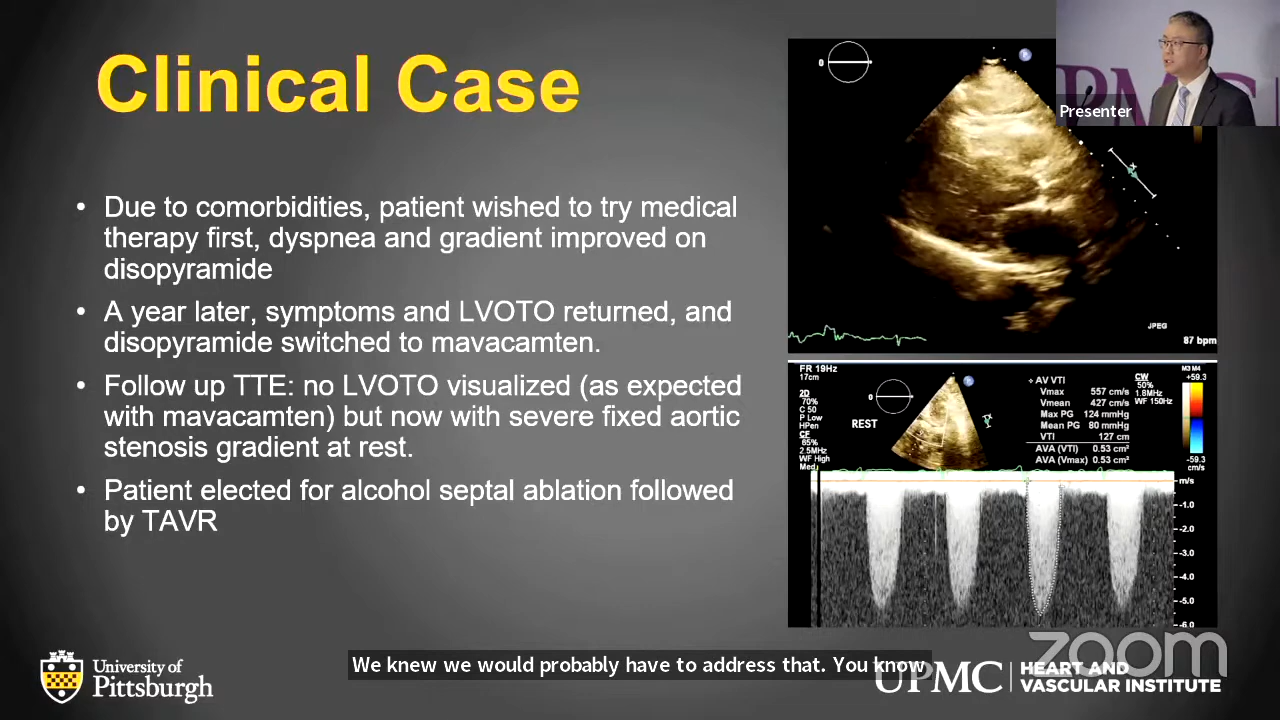 Clinical Case
• Due to comorbidities, patient wished to try medical
therapy first, dyspnea and gradient improved on
disopyramide
• A year later, symptoms and LVOTO returned, and
disopyramide switched to mavacamten.
• Follow up TTE: no LVOTO visualized (as expected
with mavacamten) but now with severe fixed aortic
stenosis gradient at rest.
• Patient elected for alcohol septal ablation followed
by TAVR
0
P
JPEG
87 bpm
Presenter
FR 19Hz
17cm
2D
70%
C 50
P Low
HPen
CF
65%
2.5MHz
WF High
Med
0
P
REST
AV VTI
Vmax 557 cm/s
Vmean 427 cm/s
Max PG 124 mmHg
Mean PG 80 mmHg
VTI 127 cm
AVA (VTI) 0.53 cm²
AVA (Vmax) 0.53 cm²
CW
50%
1.8MHz
WF 150Hz
M3 M4
+59.3
-59.3
cm/s
m/s
-1.0
-2.0
-3.0
-4.0
-5.0
-6.0
University of
Pittsburgh
We knew we would probably have to address that. You know
UPMC
HEART AND
VASCULAR INSTITUTE
zoom